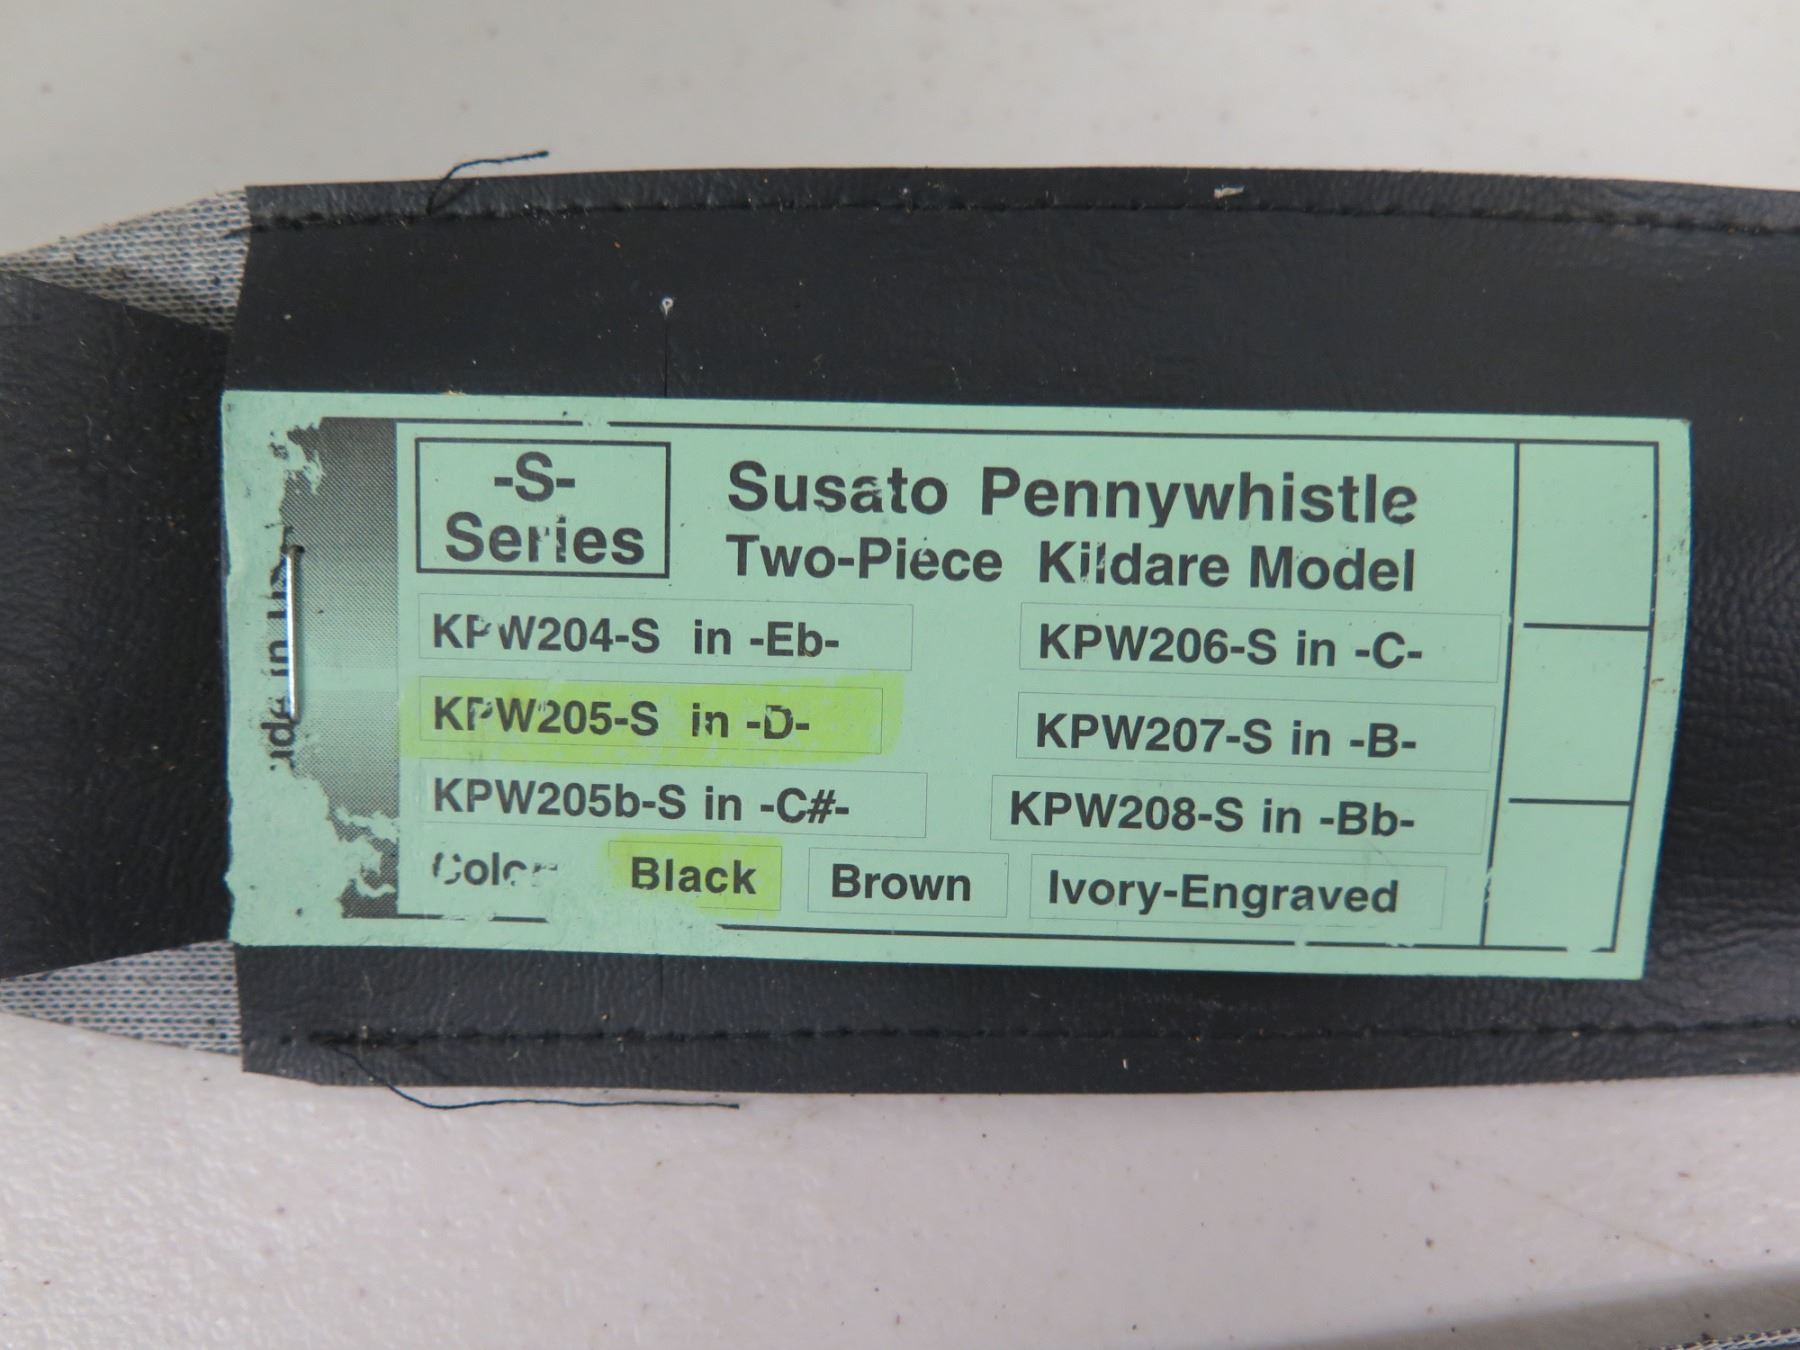 -S-
Series
Susato Pennywhistle
Two-Piece Kildare Model
KPW204-S in -Eb-
KPW206-S in -C-
KPW205-S in -D-
KPW207-S in -B-
KPW205b-S in -C#-
KPW208-S in -Bb-
Color: Black Brown Ivory-Engraved